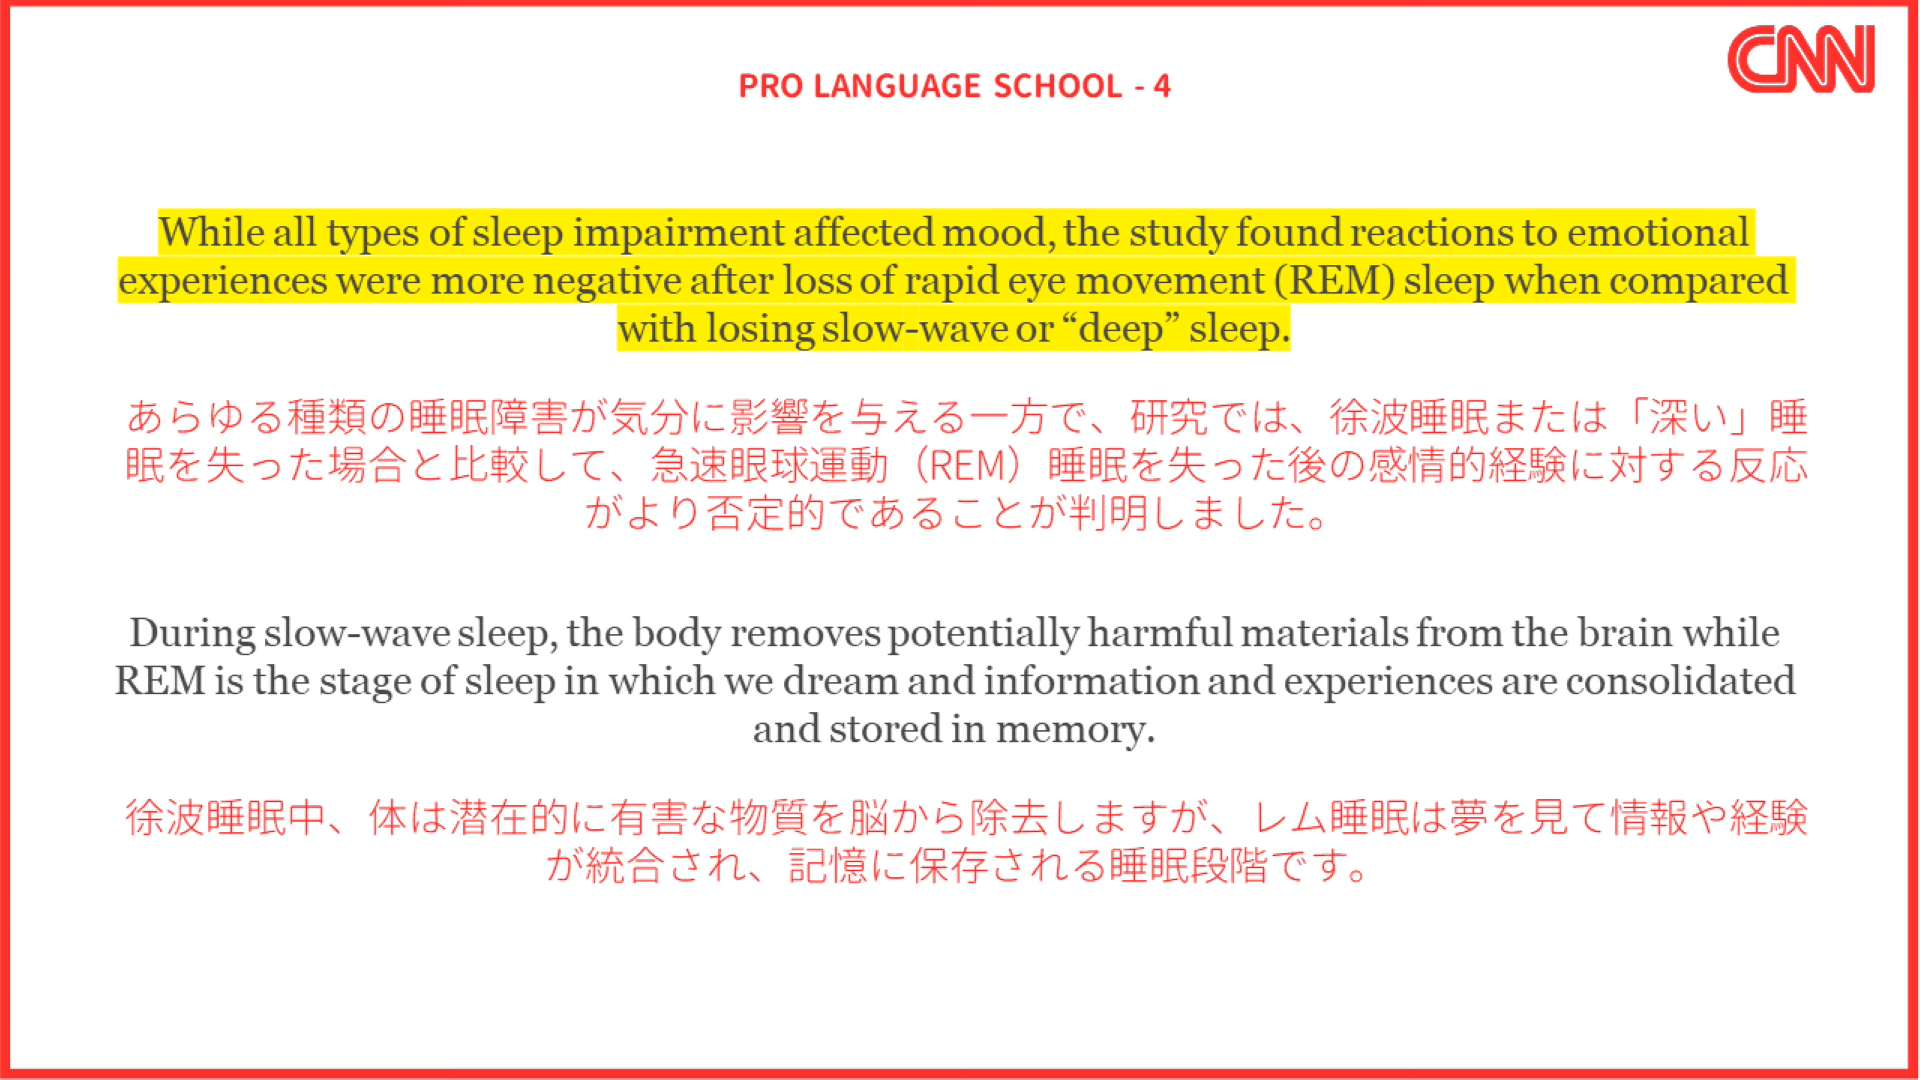 CNN
PRO LANGUAGE SCHOOL - 4
While all types of sleep impairment affected mood, the study found reactions to emotional
experiences were more negative after loss of rapid eye movement (REM) sleep when compared
with losing slow-wave or “deep” sleep.
あらゆる種類の睡眠障害が気分に影響を与える一方で、研究では、徐波睡眠または「深い」睡
眠を失った場合と比較して、急速眼球運動（REM）睡眠を失った後の感情的経験に対する反応
がより否定的であることが判明しました。
During slow-wave sleep, the body removes potentially harmful materials from the brain while
REM is the stage of sleep in which we dream and information and experiences are consolidated
and stored in memory.
徐波睡眠中、体は潜在的に有害な物質を脳から除去しますが、レム睡眠は夢を見て情報や経験
が統合され、記憶に保存される睡眠段階です。